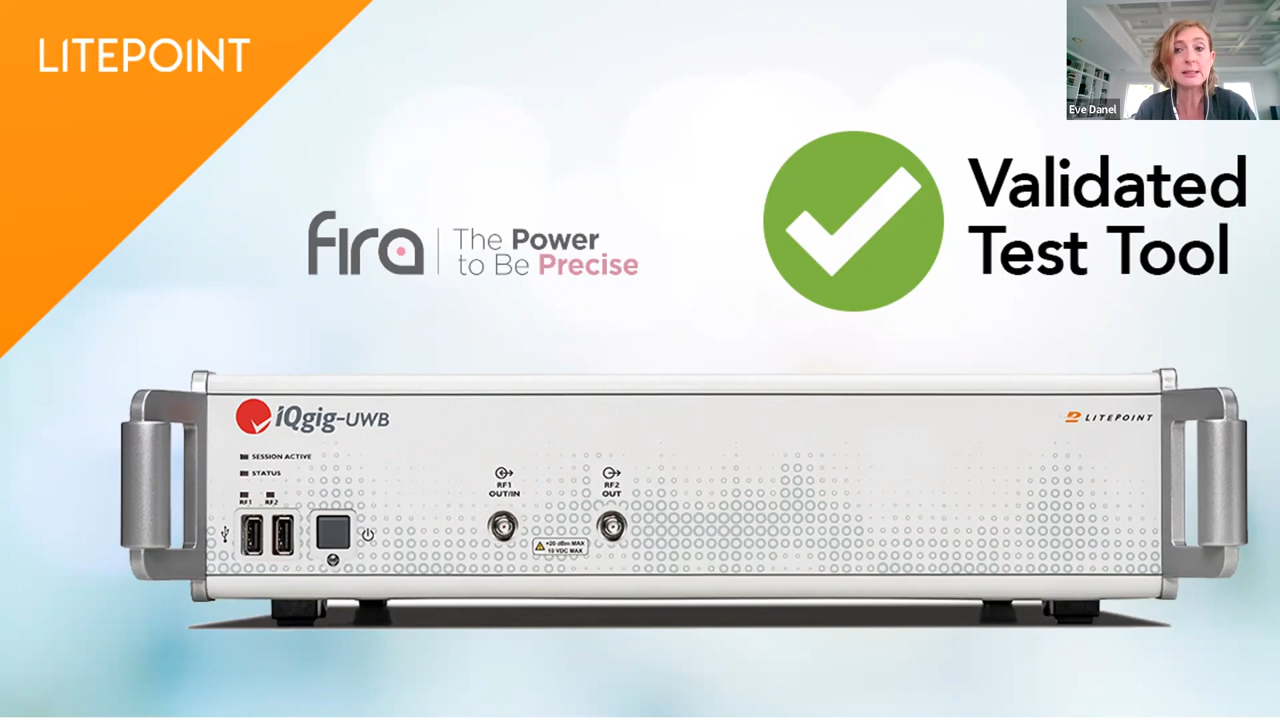 LITEPOINT
Eve Danel
Validated
Test Tool
fira | The Power
to Be Precise
iQgig-UWB
LITEPOINT
SESSION ACTIVE
STATUS
RF1 RF2
RF1
OUT/IN
RF2
OUT
+20 dBm MAX
10 VDC MAX